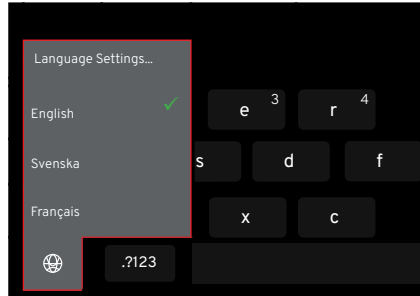 Language Settings...
English
Svenska
Français
e 3 r 4
s d f
x c
.?123